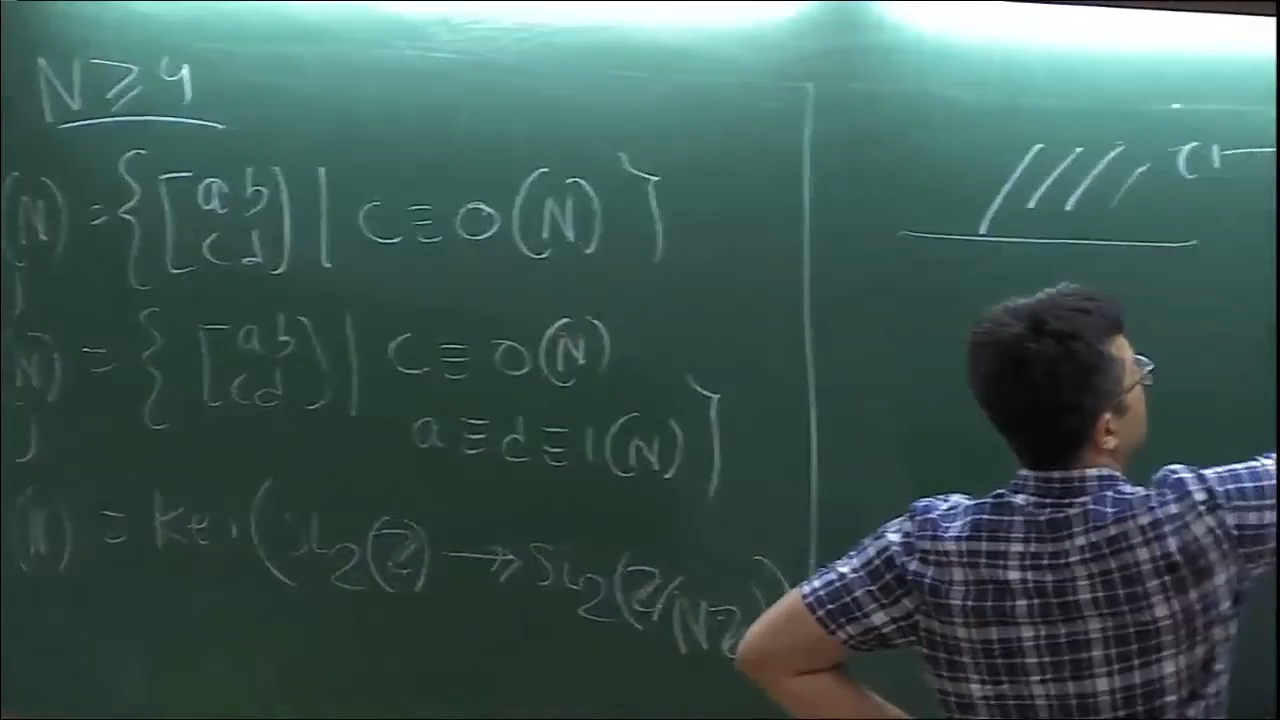 N ≥ 4
(N) = { [a b
c d) | c ≡ 0 (N) }
(N) = { [a b
c d) | c ≡ 0 (N)
a ≡ d ≡ 1 (N) }
(N) = Ker ( SL2(Z) →> SL2(Z/NZ) )